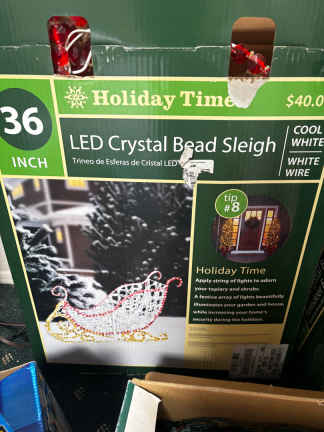 Holiday Time
$40.0
36
INCH
LED Crystal Bead Sleigh
Trineo de Esferas de Cristal LED
COOL
WHITE
WHITE
WIRE
tip
#8
Holiday Time
Apply string of lights to adorn
your topiary and shrubs.
A festive array of lights beautifully
illuminates your garden and house
while increasing your home's
security during the holidays.